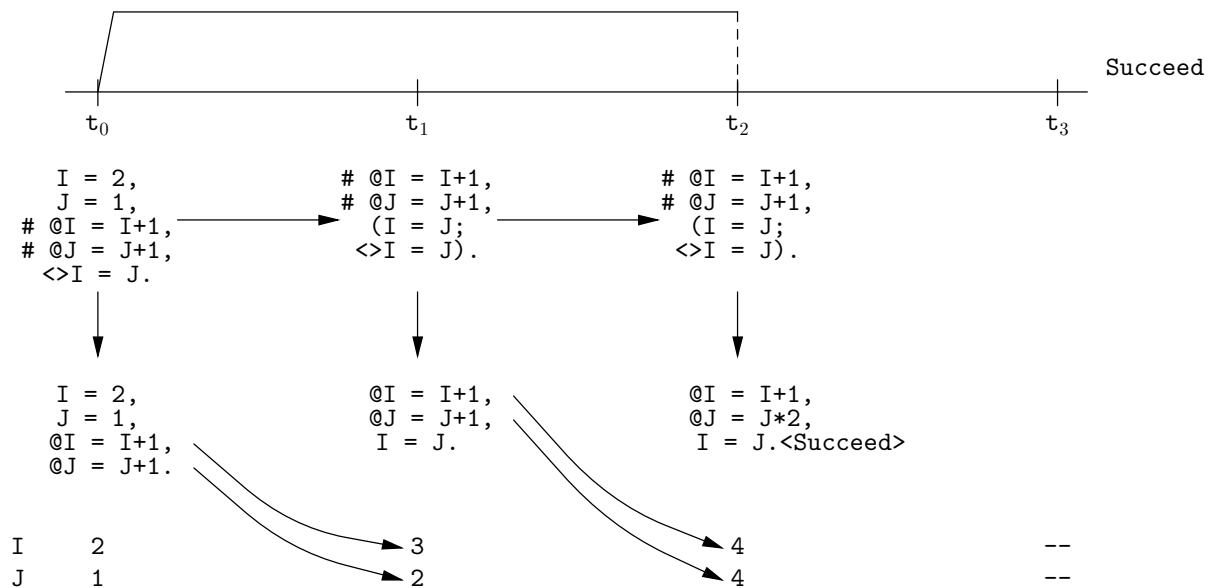 Succeed
t0 t1 t2 t3
I = 2,
J = 1,
# @I = I+1,
# @J = J+1,
<>I = J.
# @I = I+1,
# @J = J+1,
(I = J;
<>I = J).
# @I = I+1,
# @J = J+1,
(I = J;
<>I = J).
I = 2,
J = 1,
@I = I+1,
@J = J+1.
@I = I+1,
@J = J+1,
I = J.
@I = I+1,
@J = J*2,
I = J.<Succeed>
I 2 3 4 --
J 1 2 4 --